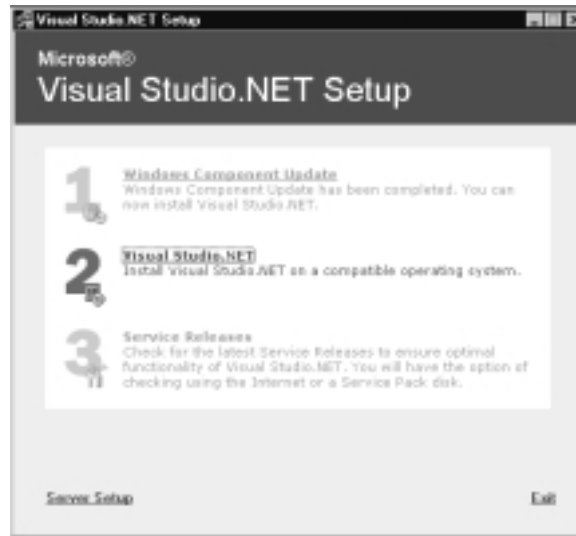 Visual Studio.NET Setup
Microsoft®
Visual Studio.NET Setup
1
Windows Component Update
Windows Component Update has been completed. You can
now install Visual Studio.NET.
2
Visual Studio.NET
Install Visual Studio.NET on a compatible operating system.
3
Service Releases
Check for the latest Service Releases to ensure optimal
functionality of Visual Studio.NET. You will have the option of
checking using the Internet or a Service Pack disk.
Server Setup
Exit